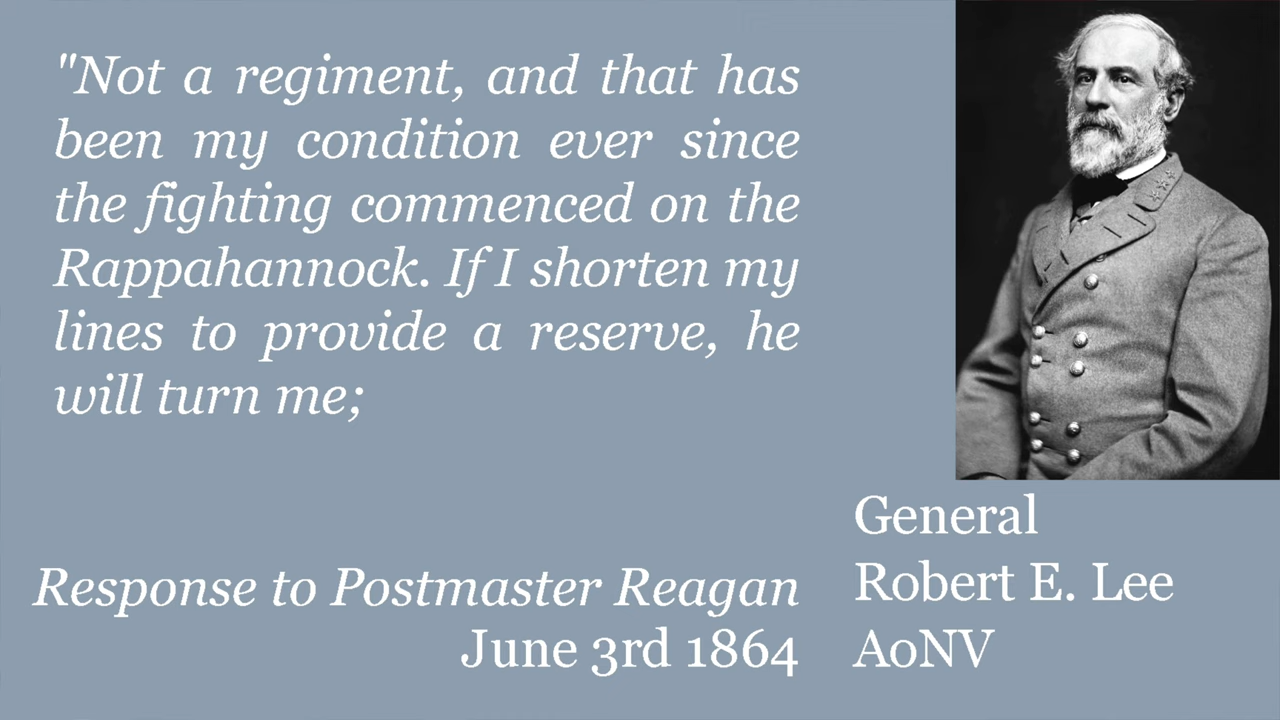 "Not a regiment, and that has
been my condition ever since
the fighting commenced on the
Rappahannock. If I shorten my
lines to provide a reserve, he
will turn me;
Response to Postmaster Reagan
June 3rd 1864
General
Robert E. Lee
AoNV